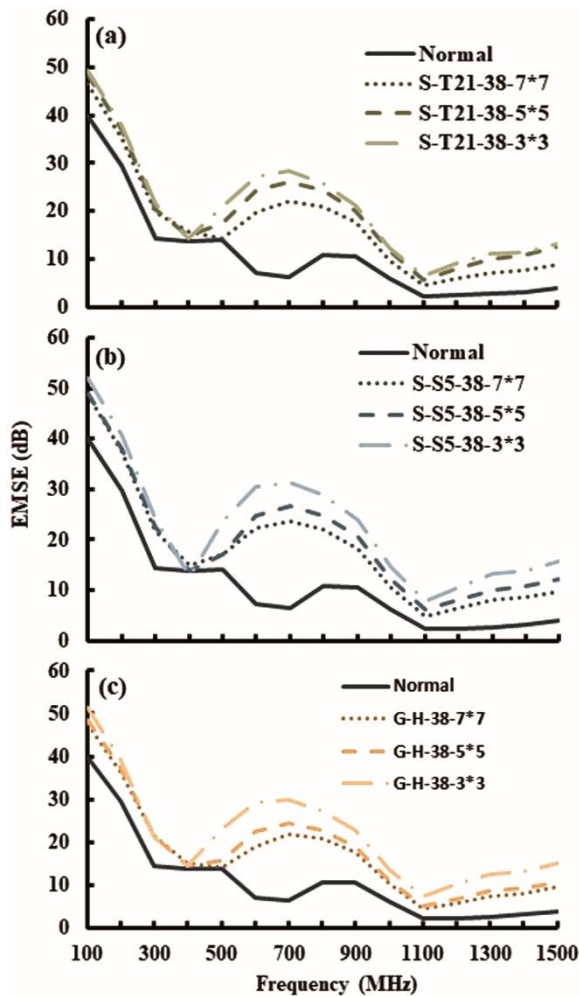 60
(a)
Normal
50
S-T21-38-7*7
S-T21-38-5*5
40
S-T21-38-3*3
30
20
10
0
60
(b)
Normal
50
S-S5-38-7*7
S-S5-38-5*5
40
S-S5-38-3*3
30
EMSE (dB)
20
10
0
60
(c)
Normal
50
G-H-38-7*7
40
G-H-38-5*5
G-H-38-3*3
30
20
10
0
100 300 500 700 900 1100 1300 1500
Frequency (MHz)